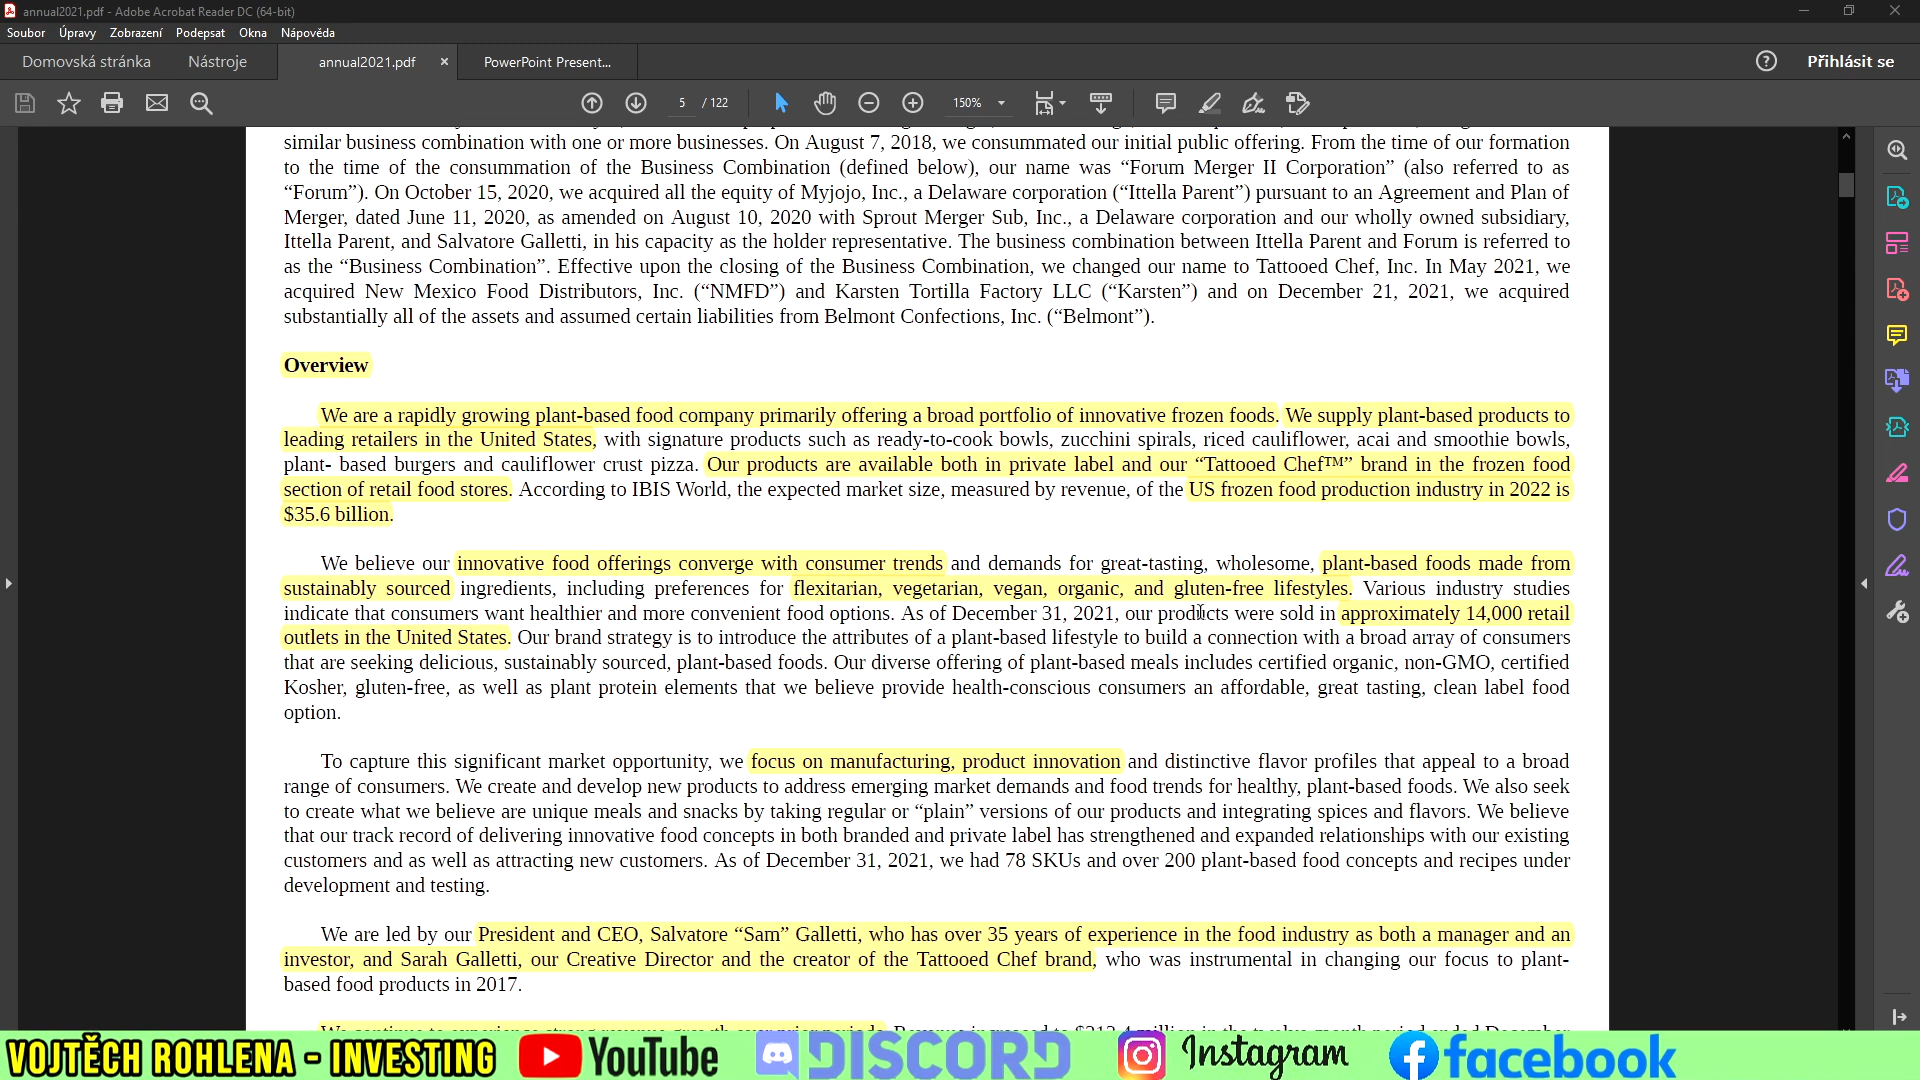 annual2021.pdf - Adobe Acrobat Reader DC (64-bit)
Soubor Úpravy Zobrazení Podepsat Okna Nápověda
Domovská stránka Nástroje annual2021.pdf × PowerPoint Present... Přihlásit se
5 / 122 150%
similar business combination with one or more businesses. On August 7, 2018, we consummated our initial public offering. From the time of our formation
to the time of the consummation of the Business Combination (defined below), our name was “Forum Merger II Corporation” (also referred to as
“Forum”). On October 15, 2020, we acquired all the equity of Myjojo, Inc., a Delaware corporation (“Ittella Parent”) pursuant to an Agreement and Plan of
Merger, dated June 11, 2020, as amended on August 10, 2020 with Sprout Merger Sub, Inc., a Delaware corporation and our wholly owned subsidiary,
Ittella Parent, and Salvatore Galletti, in his capacity as the holder representative. The business combination between Ittella Parent and Forum is referred to
as the “Business Combination”. Effective upon the closing of the Business Combination, we changed our name to Tattooed Chef, Inc. In May 2021, we
acquired New Mexico Food Distributors, Inc. (“NMFD”) and Karsten Tortilla Factory LLC (“Karsten”) and on December 21, 2021, we acquired
substantially all of the assets and assumed certain liabilities from Belmont Confections, Inc. (“Belmont”).
Overview
We are a rapidly growing plant-based food company primarily offering a broad portfolio of innovative frozen foods. We supply plant-based products to
leading retailers in the United States, with signature products such as ready-to-cook bowls, zucchini spirals, riced cauliflower, acai and smoothie bowls,
plant- based burgers and cauliflower crust pizza. Our products are available both in private label and our “Tattooed Chef™” brand in the frozen food
section of retail food stores. According to IBIS World, the expected market size, measured by revenue, of the US frozen food production industry in 2022 is
$35.6 billion.
We believe our innovative food offerings converge with consumer trends and demands for great-tasting, wholesome, plant-based foods made from
sustainably sourced ingredients, including preferences for flexitarian, vegetarian, vegan, organic, and gluten-free lifestyles. Various industry studies
indicate that consumers want healthier and more convenient food options. As of December 31, 2021, our products were sold in approximately 14,000 retail
outlets in the United States. Our brand strategy is to introduce the attributes of a plant-based lifestyle to build a connection with a broad array of consumers
that are seeking delicious, sustainably sourced, plant-based foods. Our diverse offering of plant-based meals includes certified organic, non-GMO, certified
Kosher, gluten-free, as well as plant protein elements that we believe provide health-conscious consumers an affordable, great tasting, clean label food
option.
To capture this significant market opportunity, we focus on manufacturing, product innovation and distinctive flavor profiles that appeal to a broad
range of consumers. We create and develop new products to address emerging market demands and food trends for healthy, plant-based foods. We also seek
to create what we believe are unique meals and snacks by taking regular or “plain” versions of our products and integrating spices and flavors. We believe
that our track record of delivering innovative food concepts in both branded and private label has strengthened and expanded relationships with our existing
customers and as well as attracting new customers. As of December 31, 2021, we had 78 SKUs and over 200 plant-based food concepts and recipes under
development and testing.
We are led by our President and CEO, Salvatore “Sam” Galletti, who has over 35 years of experience in the food industry as both a manager and an
investor, and Sarah Galletti, our Creative Director and the creator of the Tattooed Chef brand, who was instrumental in changing our focus to plant-
based food products in 2017.
VOJTĚCH ROHLENA - INVESTING YouTube DISCORD Instagram facebook